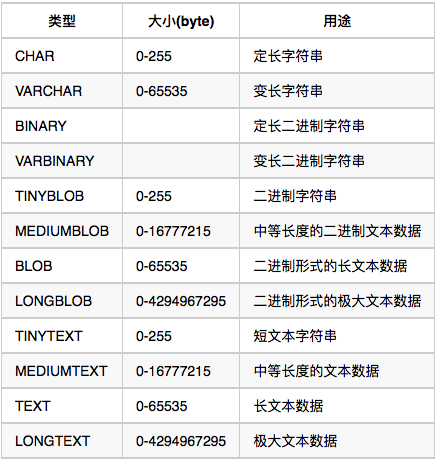 类型 大小(byte) 用途
CHAR 0-255 定长字符串
VARCHAR 0-65535 变长字符串
BINARY 定长二进制字符串
VARBINARY 变长二进制字符串
TINYBLOB 0-255 二进制字符串
MEDIUMBLOB 0-16777215 中等长度的二进制文本数据
BLOB 0-65535 二进制形式的长文本数据
LONGBLOB 0-4294967295 二进制形式的极大文本数据
TINYTEXT 0-255 短文本字符串
MEDIUMTEXT 0-16777215 中等长度的文本数据
TEXT 0-65535 长文本数据
LONGTEXT 0-4294967295 极大文本数据